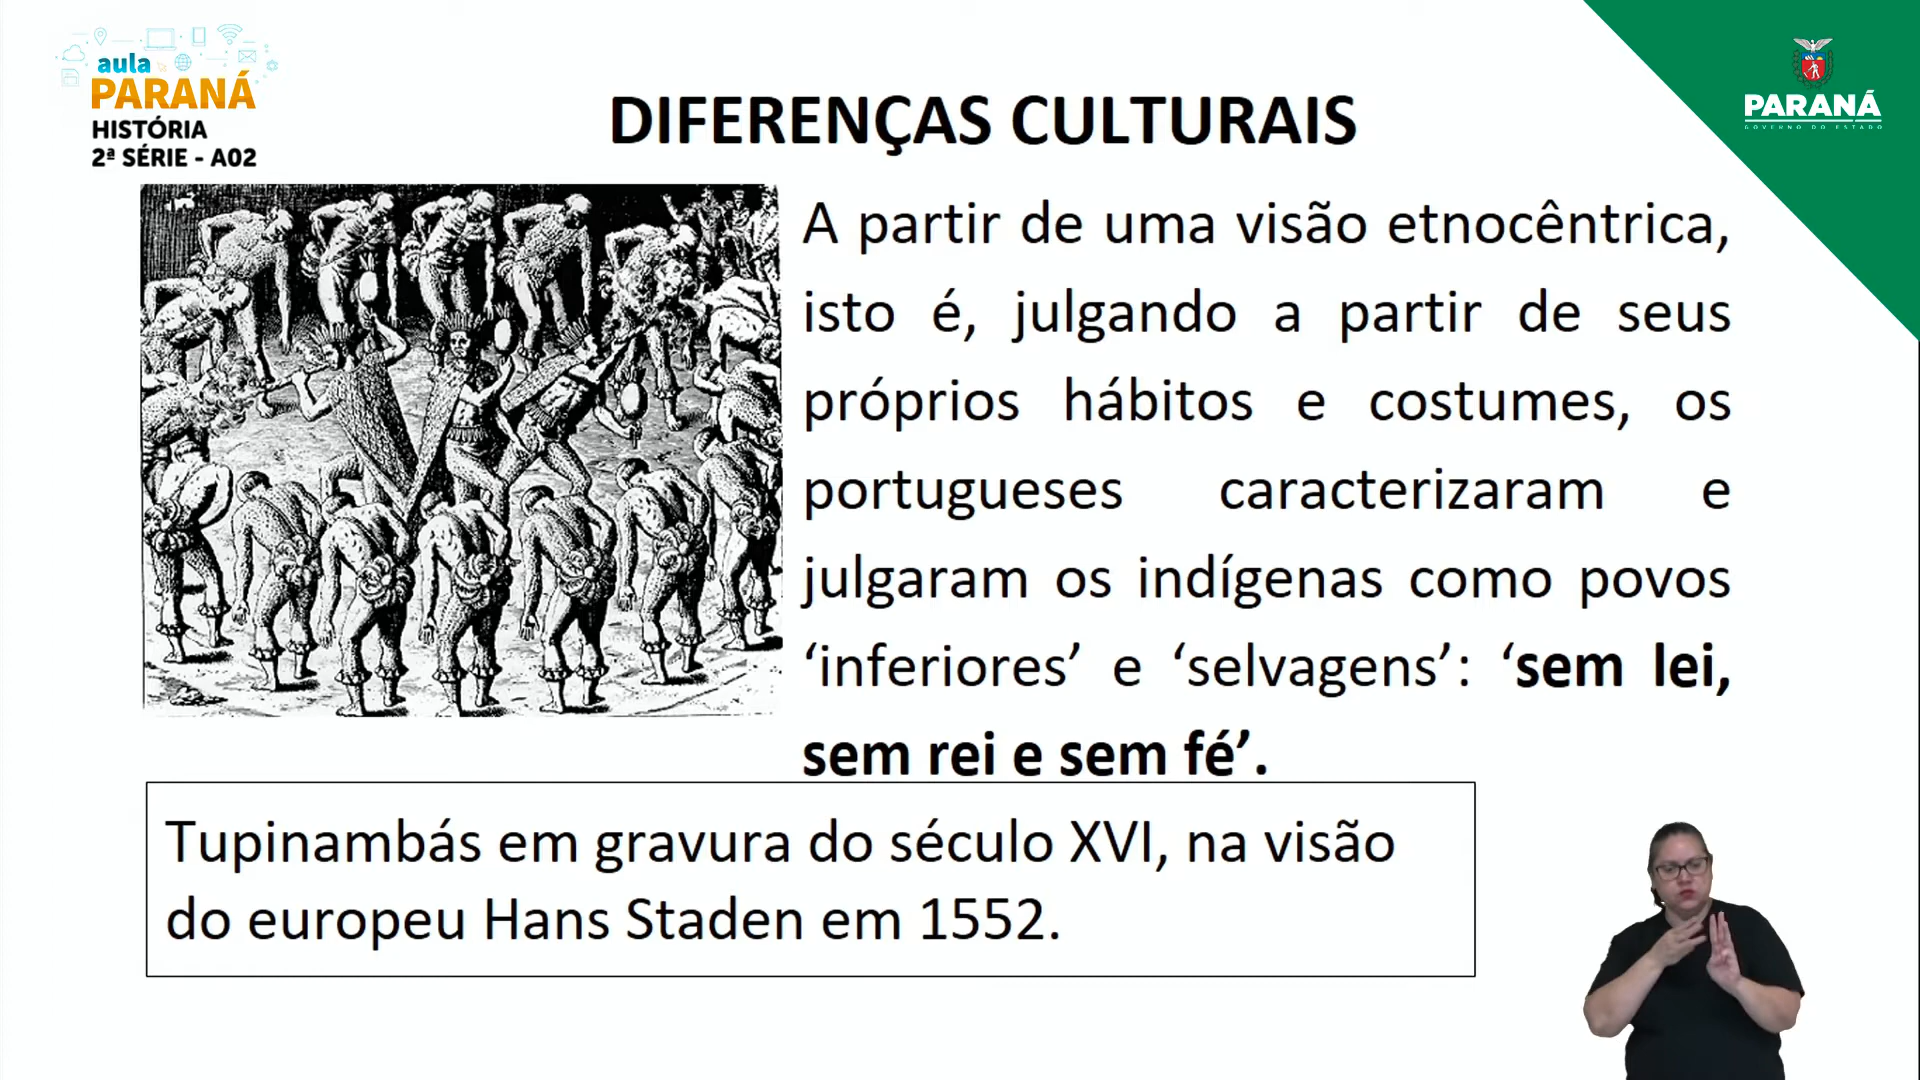 aula
PARANÁ
HISTÓRIA
2ª SÉRIE - A02
PARANÁ
GOVERNO DO ESTADO
DIFERENÇAS CULTURAIS
A partir de uma visão etnocêntrica,
isto é, julgando a partir de seus
próprios hábitos e costumes, os
portugueses caracterizaram e
julgaram os indígenas como povos
‘inferiores’ e ‘selvagens’: ‘sem lei,
sem rei e sem fé’.
Tupinambás em gravura do século XVI, na visão
do europeu Hans Staden em 1552.